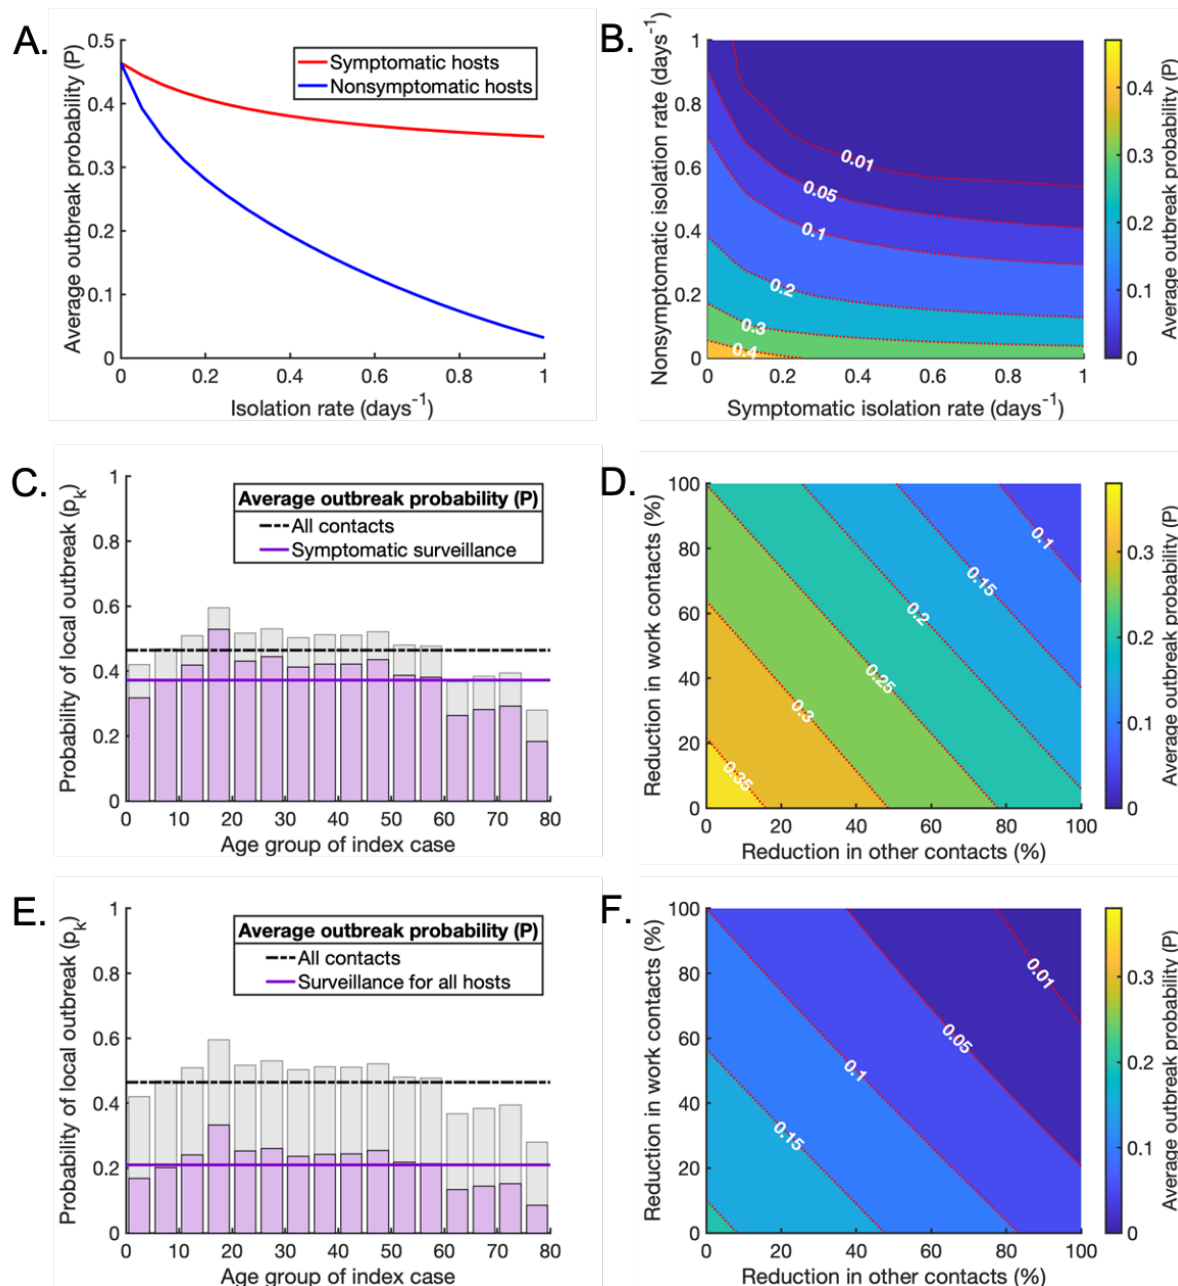 A.
Average outbreak probability (P)
0.5
0.4
0.3
0.2
0.1
0
Symptomatic hosts
Nonsymptomatic hosts
0 0.2 0.4 0.6 0.8 1
Isolation rate (days⁻¹)
B.
Nonsymptomatic isolation rate (days⁻¹)
1
0.8
0.6
0.4
0.2
0
0.01
0.05
0.1
0.2
0.3
0.4
0 0.2 0.4 0.6 0.8 1
Symptomatic isolation rate (days⁻¹)
0.4
0.3
0.2
0.1
0
Average outbreak probability (P)
C.
Probability of local outbreak (pₖ)
1
0.8
0.6
0.4
0.2
0
Average outbreak probability (P)
All contacts
Symptomatic surveillance
0 10 20 30 40 50 60 70 80
Age group of index case
D.
Reduction in work contacts (%)
100
80
60
40
20
0
0.1
0.15
0.2
0.25
0.3
0.35
0 20 40 60 80 100
Reduction in other contacts (%)
0.3
0.2
0.1
0
Average outbreak probability (P)
E.
Probability of local outbreak (pₖ)
1
0.8
0.6
0.4
0.2
0
Average outbreak probability (P)
All contacts
Surveillance for all hosts
0 10 20 30 40 50 60 70 80
Age group of index case
F.
Reduction in work contacts (%)
100
80
60
40
20
0
0.01
0.05
0.1
0.15
0 20 40 60 80 100
Reduction in other contacts (%)
0.3
0.2
0.1
0
Average outbreak probability (P)